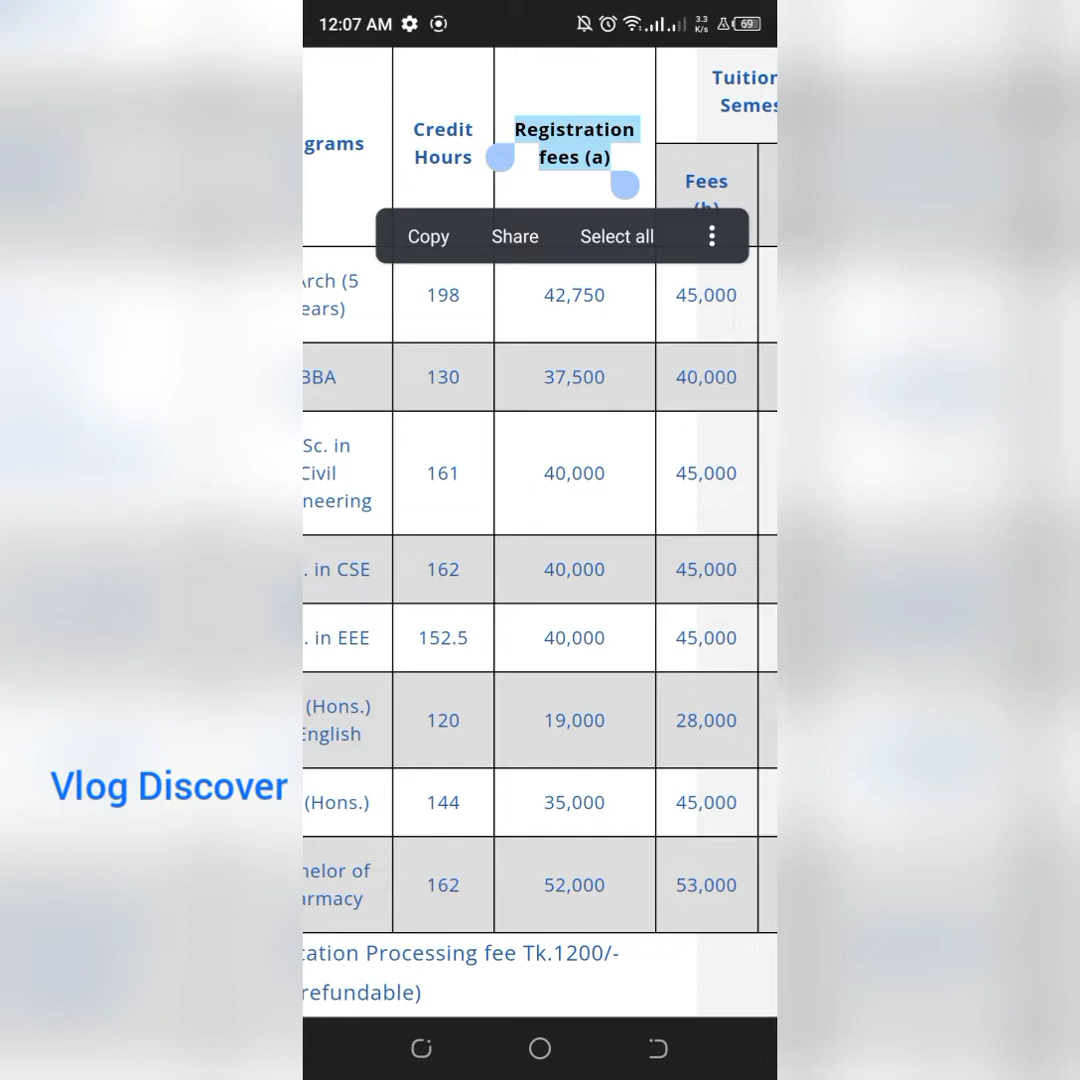 12:07 AM
3.3
K/s
69
Tuition
Semes
grams
Credit
Hours
Registration
fees (a)
Fees
(b)
Copy Share Select all
Arch (5
ears)
198 42,750 45,000
BBA 130 37,500 40,000
Sc. in
Civil
neering
161 40,000 45,000
. in CSE 162 40,000 45,000
. in EEE 152.5 40,000 45,000
(Hons.)
English
120 19,000 28,000
(Hons.) 144 35,000 45,000
helor of
armacy
162 52,000 53,000
tation Processing fee Tk.1200/-
refundable)
Vlog Discover